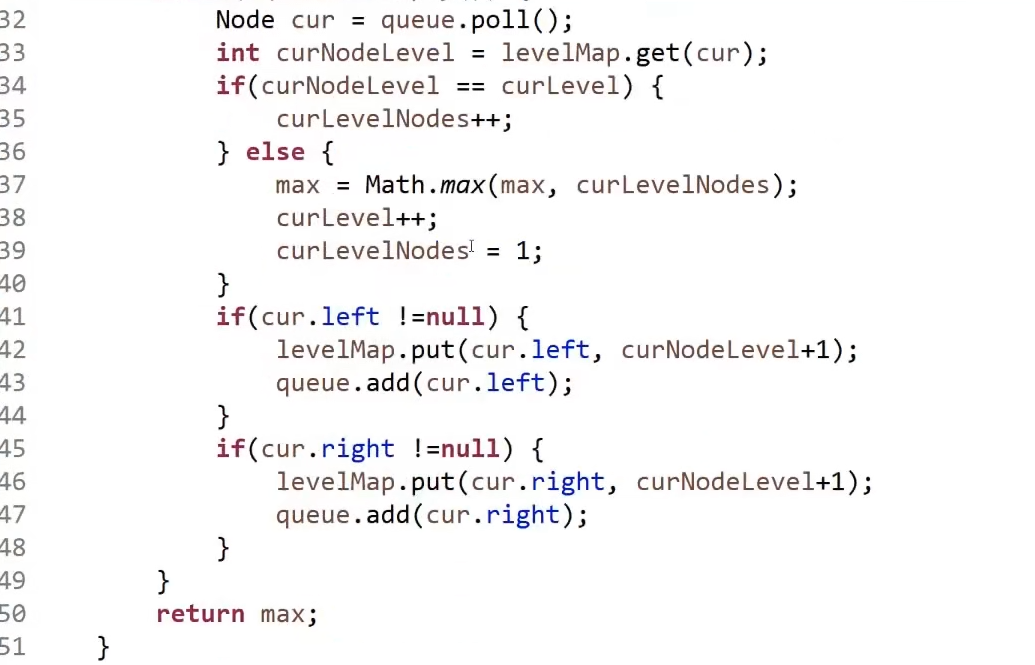 32 Node cur = queue.poll();
33 int curNodeLevel = levelMap.get(cur);
34 if(curNodeLevel == curLevel) {
35 curLevelNodes++;
36 } else {
37 max = Math.max(max, curLevelNodes);
38 curLevel++;
39 curLevelNodes = 1;
40 }
41 if(cur.left !=null) {
42 levelMap.put(cur.left, curNodeLevel+1);
43 queue.add(cur.left);
44 }
45 if(cur.right !=null) {
46 levelMap.put(cur.right, curNodeLevel+1);
47 queue.add(cur.right);
48 }
49 }
50 return max;
51 }